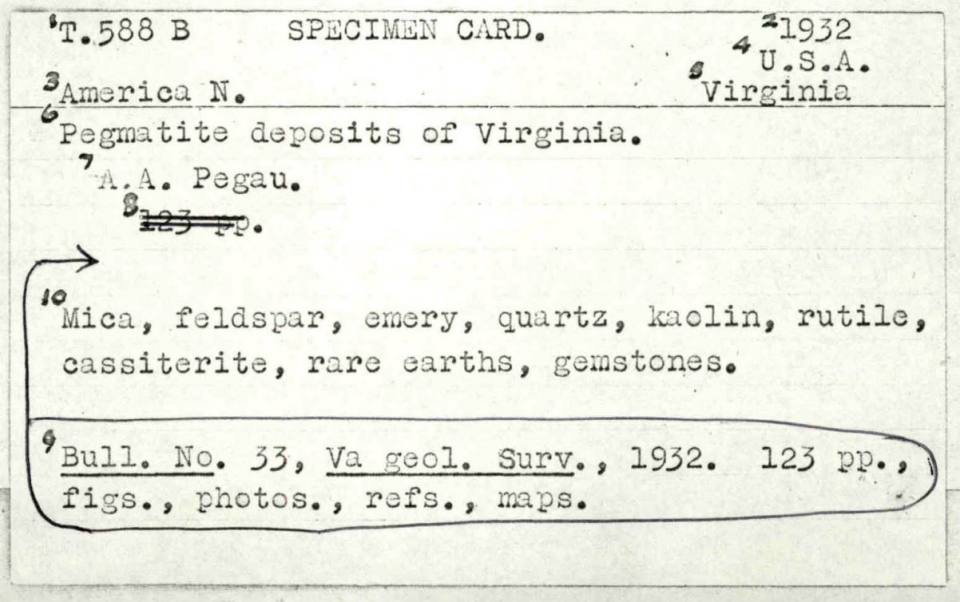 1T.588 B SPECIMEN CARD. 21932
4 U.S.A.
3America N. 5Virginia
6Pegmatite deposits of Virginia.
7A.A. Pegau.
8123 pp.
10Mica, feldspar, emery, quartz, kaolin, rutile,
cassiterite, rare earths, gemstones.
9Bull. No. 33, Va geol. Surv., 1932. 123 pp.,
figs., photos., refs., maps.